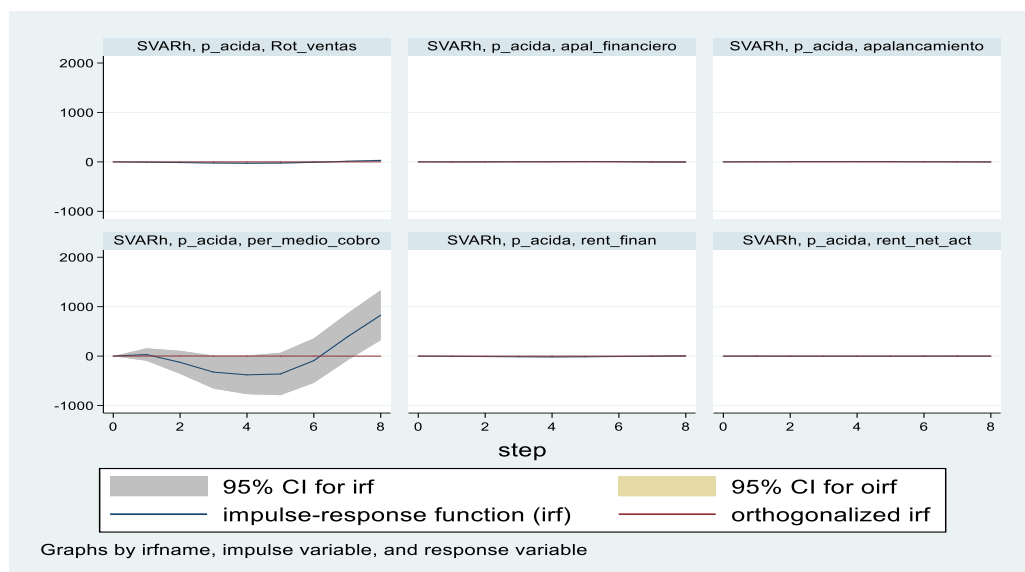 SVARh, p_acida, Rot_ventas
SVARh, p_acida, apal_financiero
SVARh, p_acida, apalancamiento
2000
1000
0
-1000
SVARh, p_acida, per_medio_cobro
SVARh, p_acida, rent_finan
SVARh, p_acida, rent_net_act
2000
1000
0
-1000
0 2 4 6 8
0 2 4 6 8
0 2 4 6 8
step
95% CI for irf
95% CI for oirf
impulse-response function (irf)
orthogonalized irf
Graphs by irfname, impulse variable, and response variable